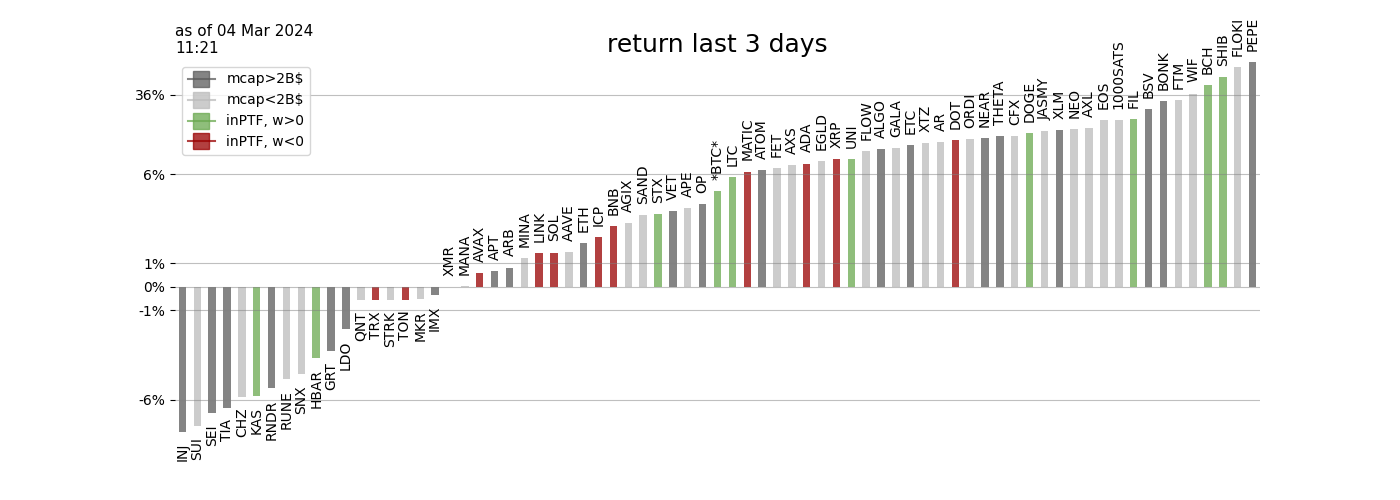 as of 04 Mar 2024
11:21
return last 3 days
mcap>2B$
mcap<2B$
inPTF, w>0
inPTF, w<0
36%
6%
1%
0%
-1%
-6%
INJ
SUI
SEI
TIA
CHZ
KAS
RNDR
RUNE
SNX
HBAR
GRT
LDO
QNT
TRX
STRK
TON
MKR
IMX
XMR
MANA
AVAX
APT
ARB
MINA
LINK
SOL
AAVE
ETH
ICP
BNB
AGIX
SAND
STX
VET
APE
OP
*BTC*
LTC
MATIC
ATOM
FET
AXS
ADA
EGLD
XRP
UNI
FLOW
ALGO
GALA
ETC
XTZ
AR
DOT
ORDI
NEAR
THETA
CFX
DOGE
JASMY
XLM
NEO
AXL
EOS
1000SATS
FIL
BSV
BONK
FTM
WIF
BCH
SHIB
FLOKI
PEPE